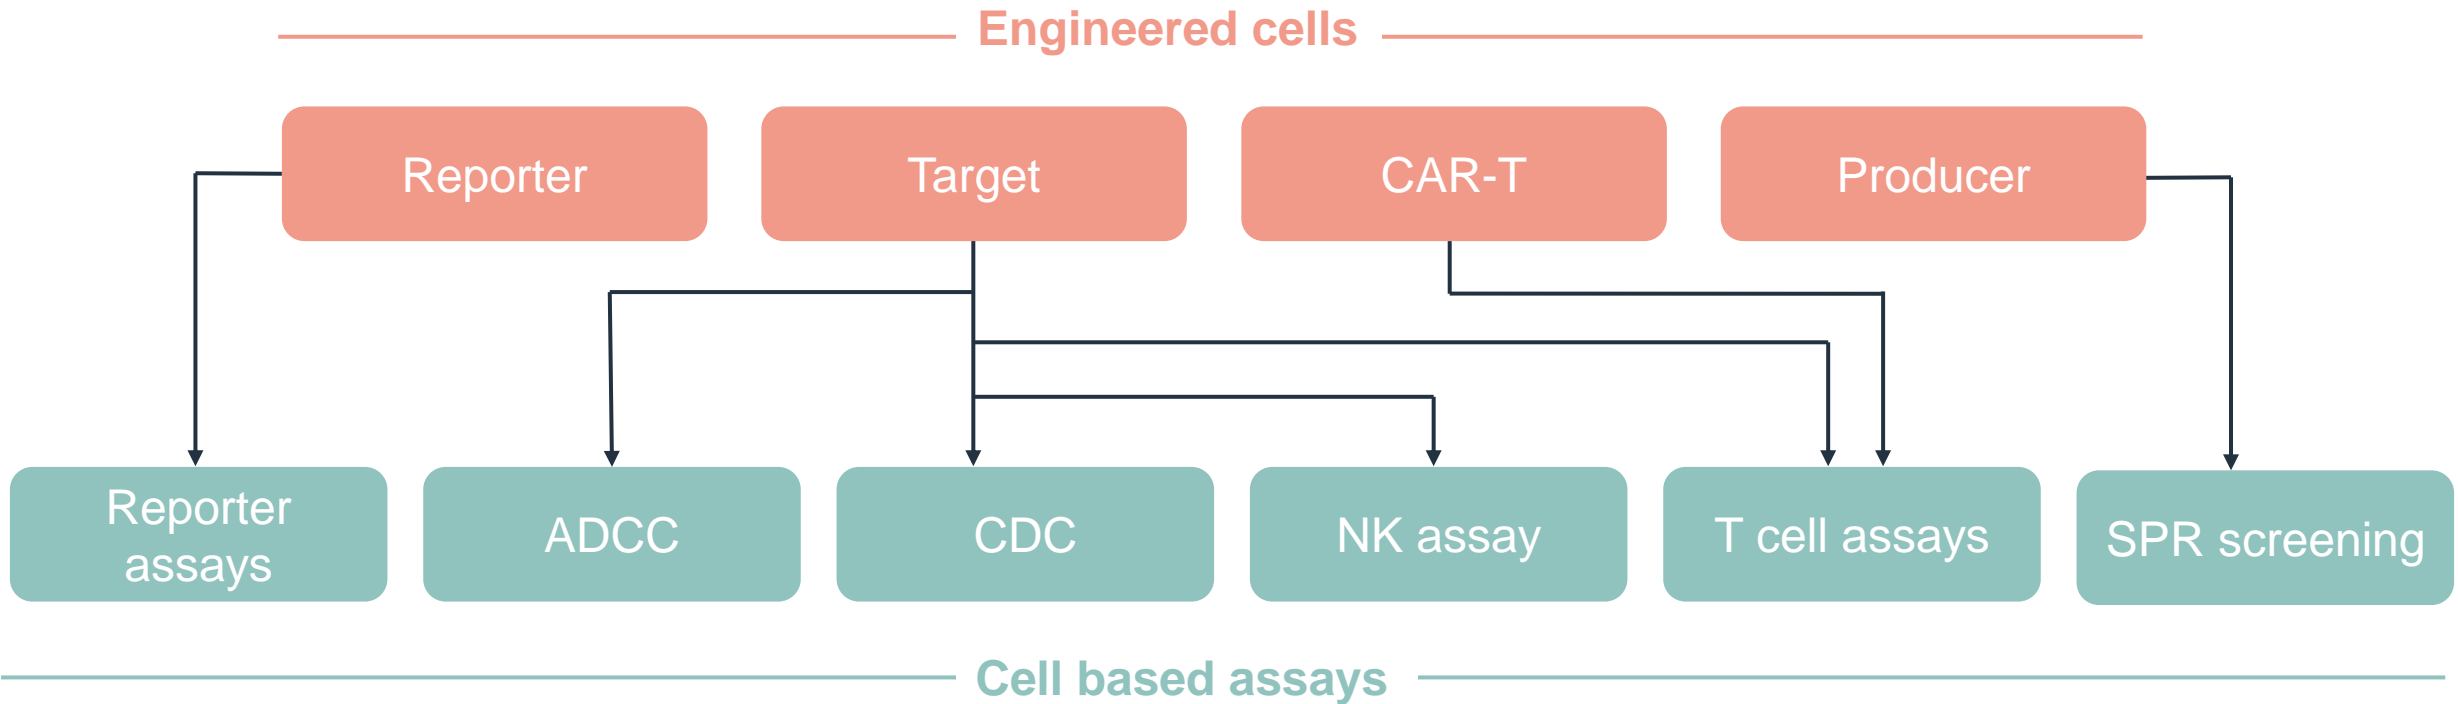 Engineered cells
Reporter
Target
CAR-T
Producer
Reporter
assays
ADCC
CDC
NK assay
T cell assays
SPR screening
Cell based assays